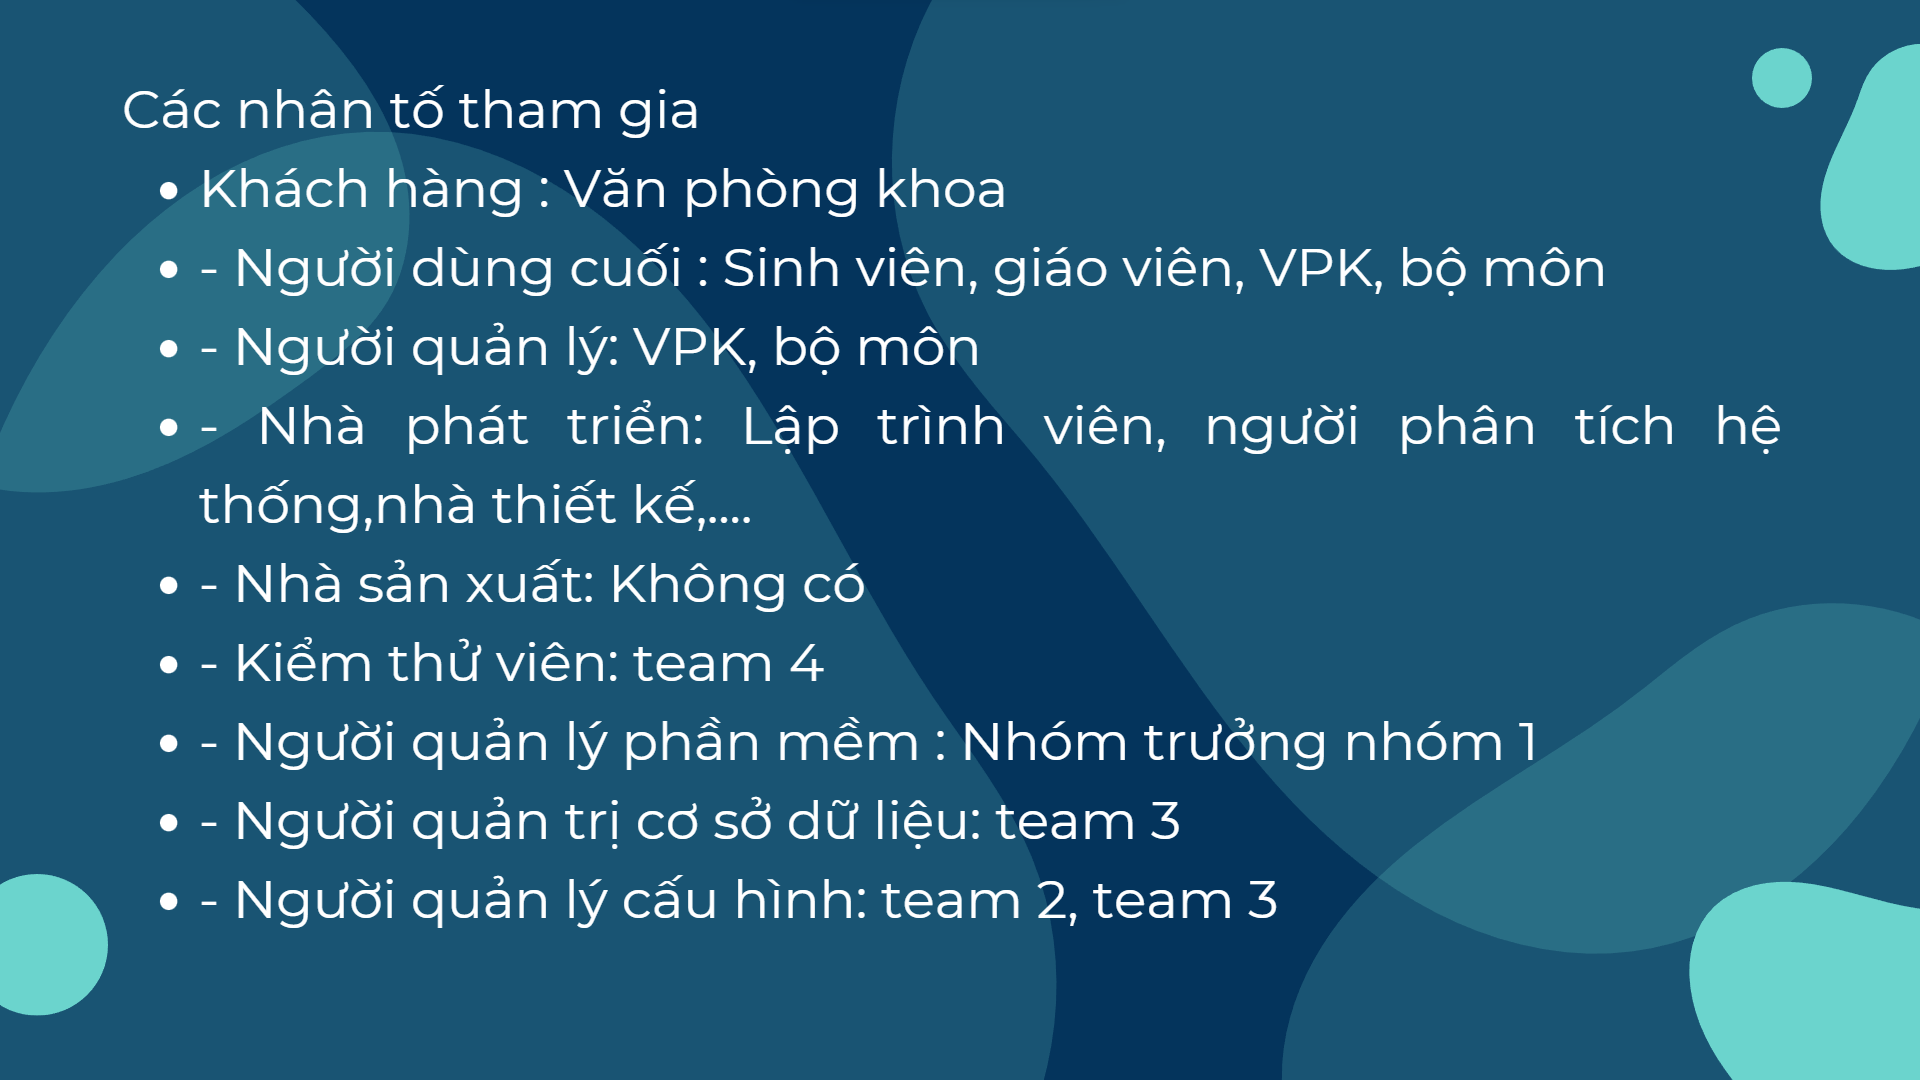 Các nhân tố tham gia
• Khách hàng : Văn phòng khoa
• - Người dùng cuối : Sinh viên, giáo viên, VPK, bộ môn
• - Người quản lý: VPK, bộ môn
• - Nhà phát triển: Lập trình viên, người phân tích hệ
thống,nhà thiết kế,....
• - Nhà sản xuất: Không có
• - Kiểm thử viên: team 4
• - Người quản lý phần mềm : Nhóm trưởng nhóm 1
• - Người quản trị cơ sở dữ liệu: team 3
• - Người quản lý cấu hình: team 2, team 3